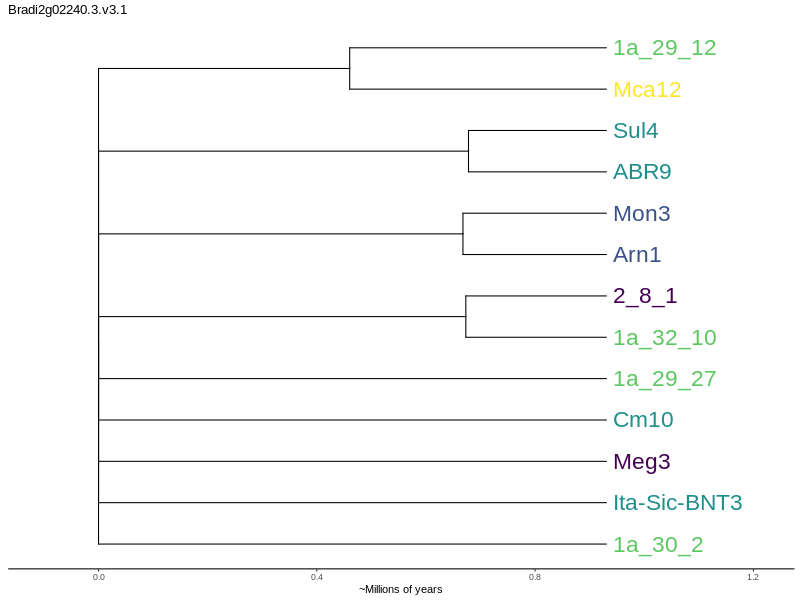 Bradi2g02240.3.v3.1
1a_29_12
Mca12
Sul4
ABR9
Mon3
Arn1
2_8_1
1a_32_10
1a_29_27
Cm10
Meg3
Ita-Sic-BNT3
1a_30_2
0.0 0.4 0.8 1.2
~Millions of years